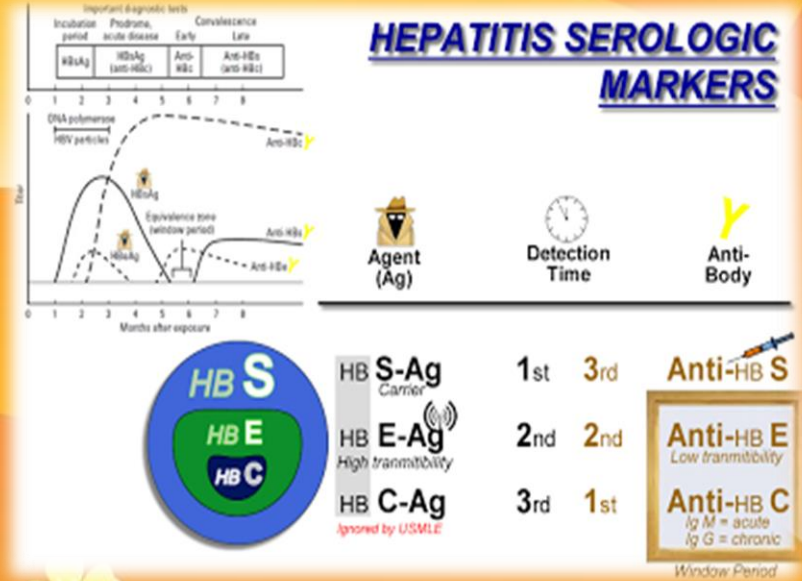 HEPATITIS SEROLOGIC
MARKERS
Important diagnostic tests
Incubation period
Prodrome, acute disease
Convalescence
Early
Late
HBsAg
HBsAg (anti-HBc)
Anti-HBc
Anti-HBs (anti-HBc)
0 1 2 3 4 5 6 7 8
DNA polymerase
HBV particles
Anti-HBc
HBsAg
Equivalence zone
(window period)
Anti-HBs
HBeAg
Anti-HBe
Titer
0 1 2 3 4 5 6 7 8
Months after exposure
Agent
(Ag)
Detection
Time
Anti-
Body
HB S
HB E
HB C
HB S-Ag 1st 3rd Anti-HB S
Carrier
HB E-Ag 2nd 2nd Anti-HB E
High tranmitibility Low tranmitibility
HB C-Ag 3rd 1st Anti-HB C
Ignored by USMLE
Ig M = acute
Ig G = chronic
Window Period